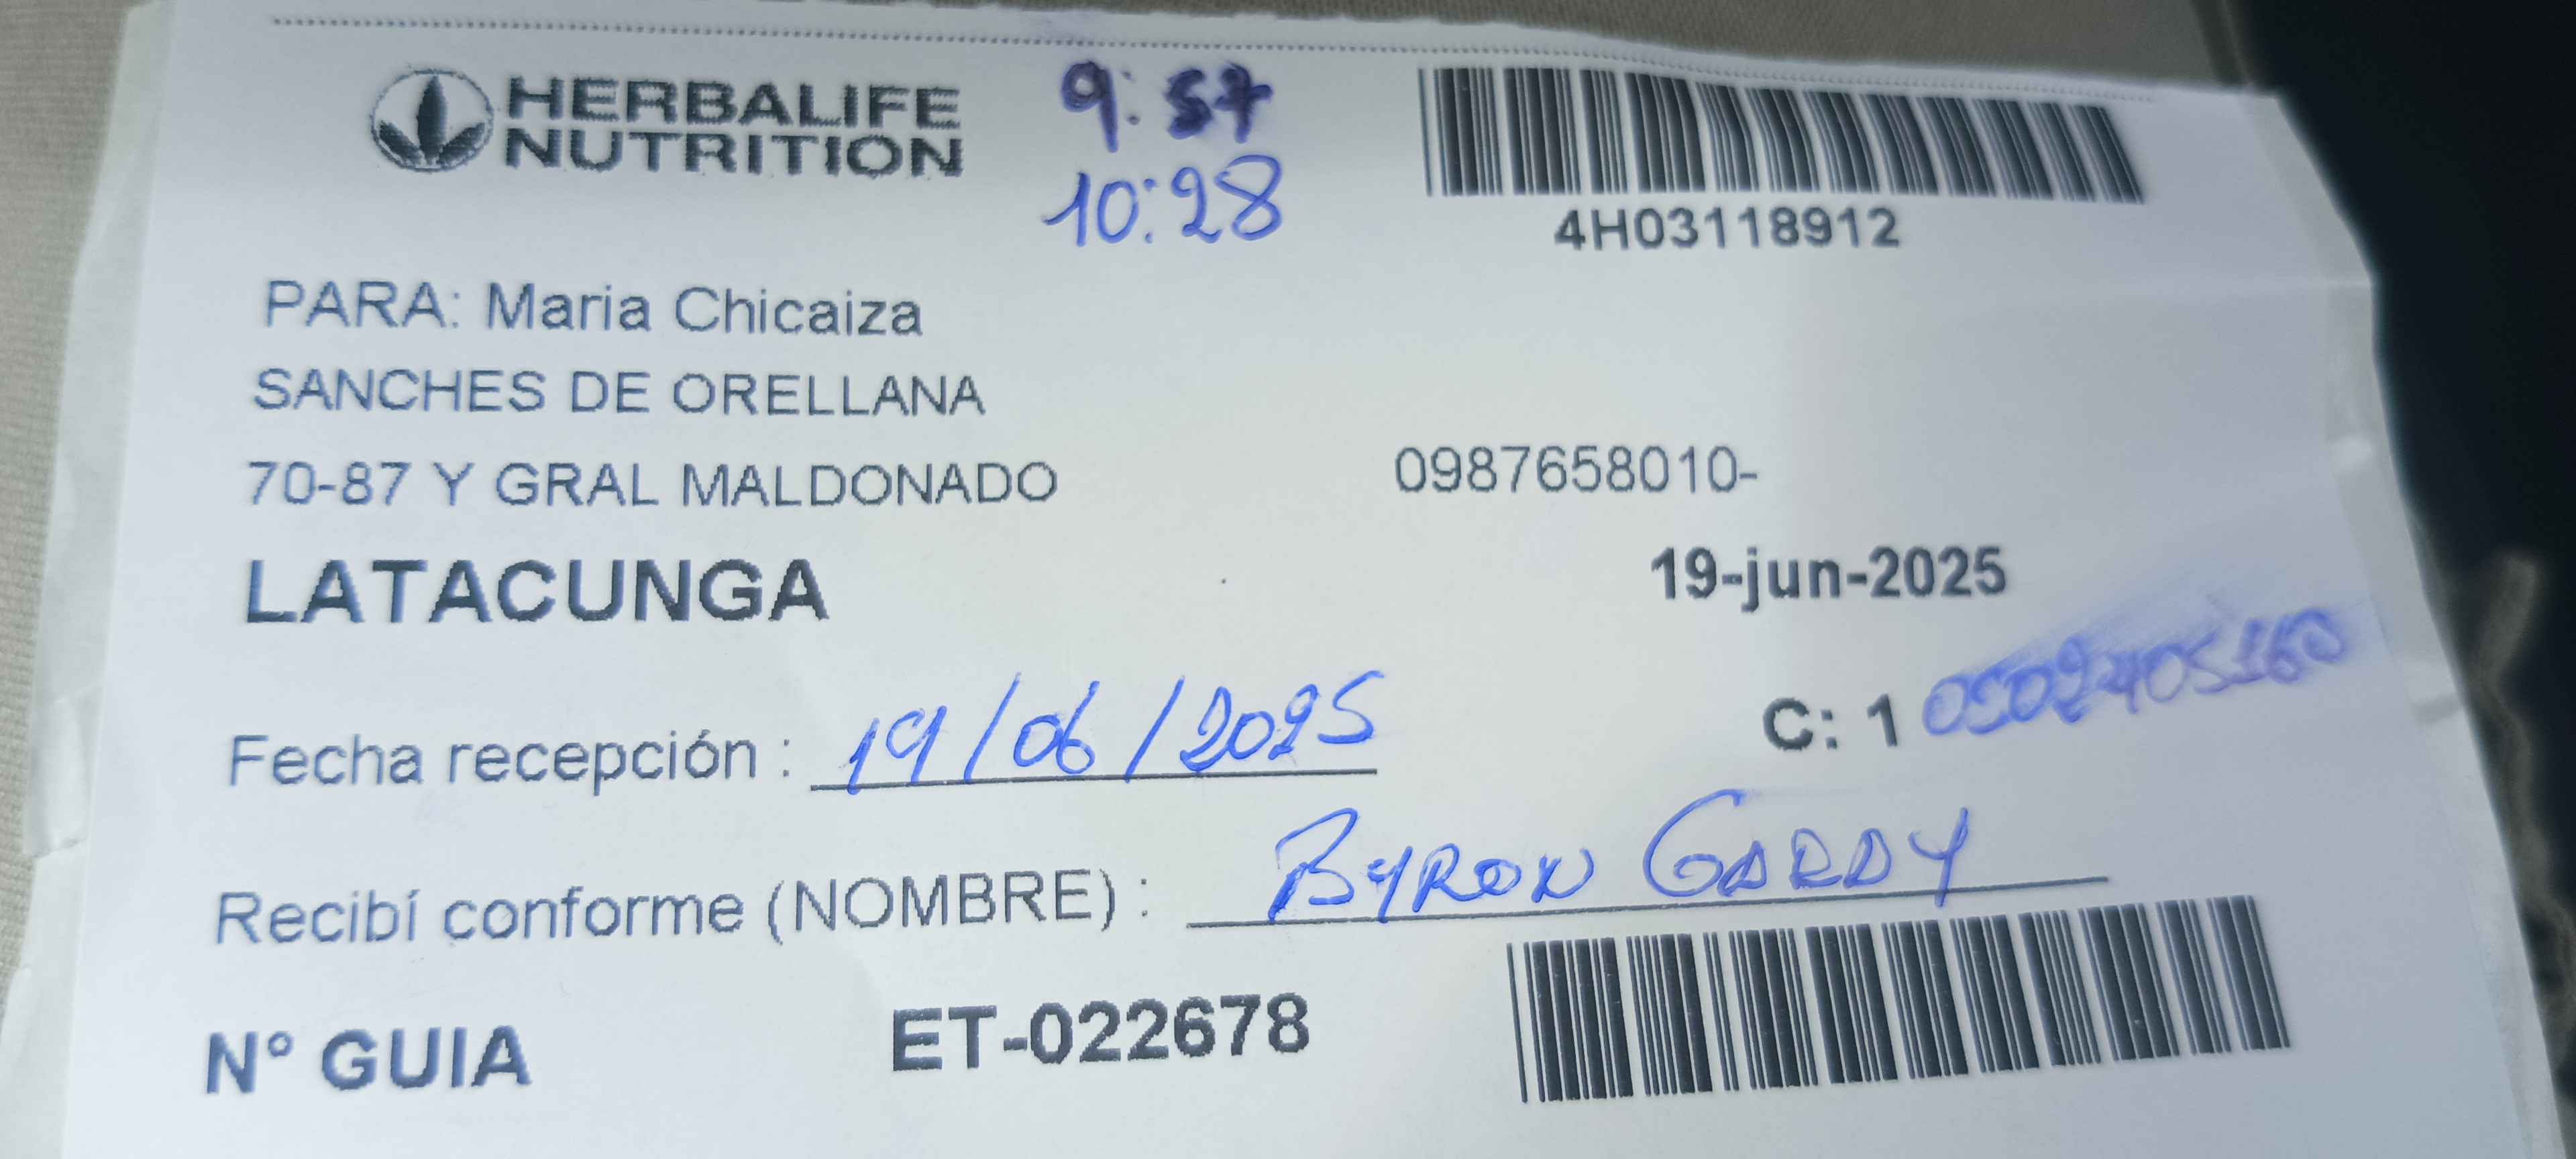 HERBALIFE
NUTRITION
9:57
10:28
4H03118912
PARA: Maria Chicaiza
SANCHES DE ORELLANA
70-87 Y GRAL MALDONADO 0987658010-
LATACUNGA
19-jun-2025
C: 1
Fecha recepción : 19/06/2025
Recibí conforme (NOMBRE) : BYRON GARAY
N° GUIA ET-022678